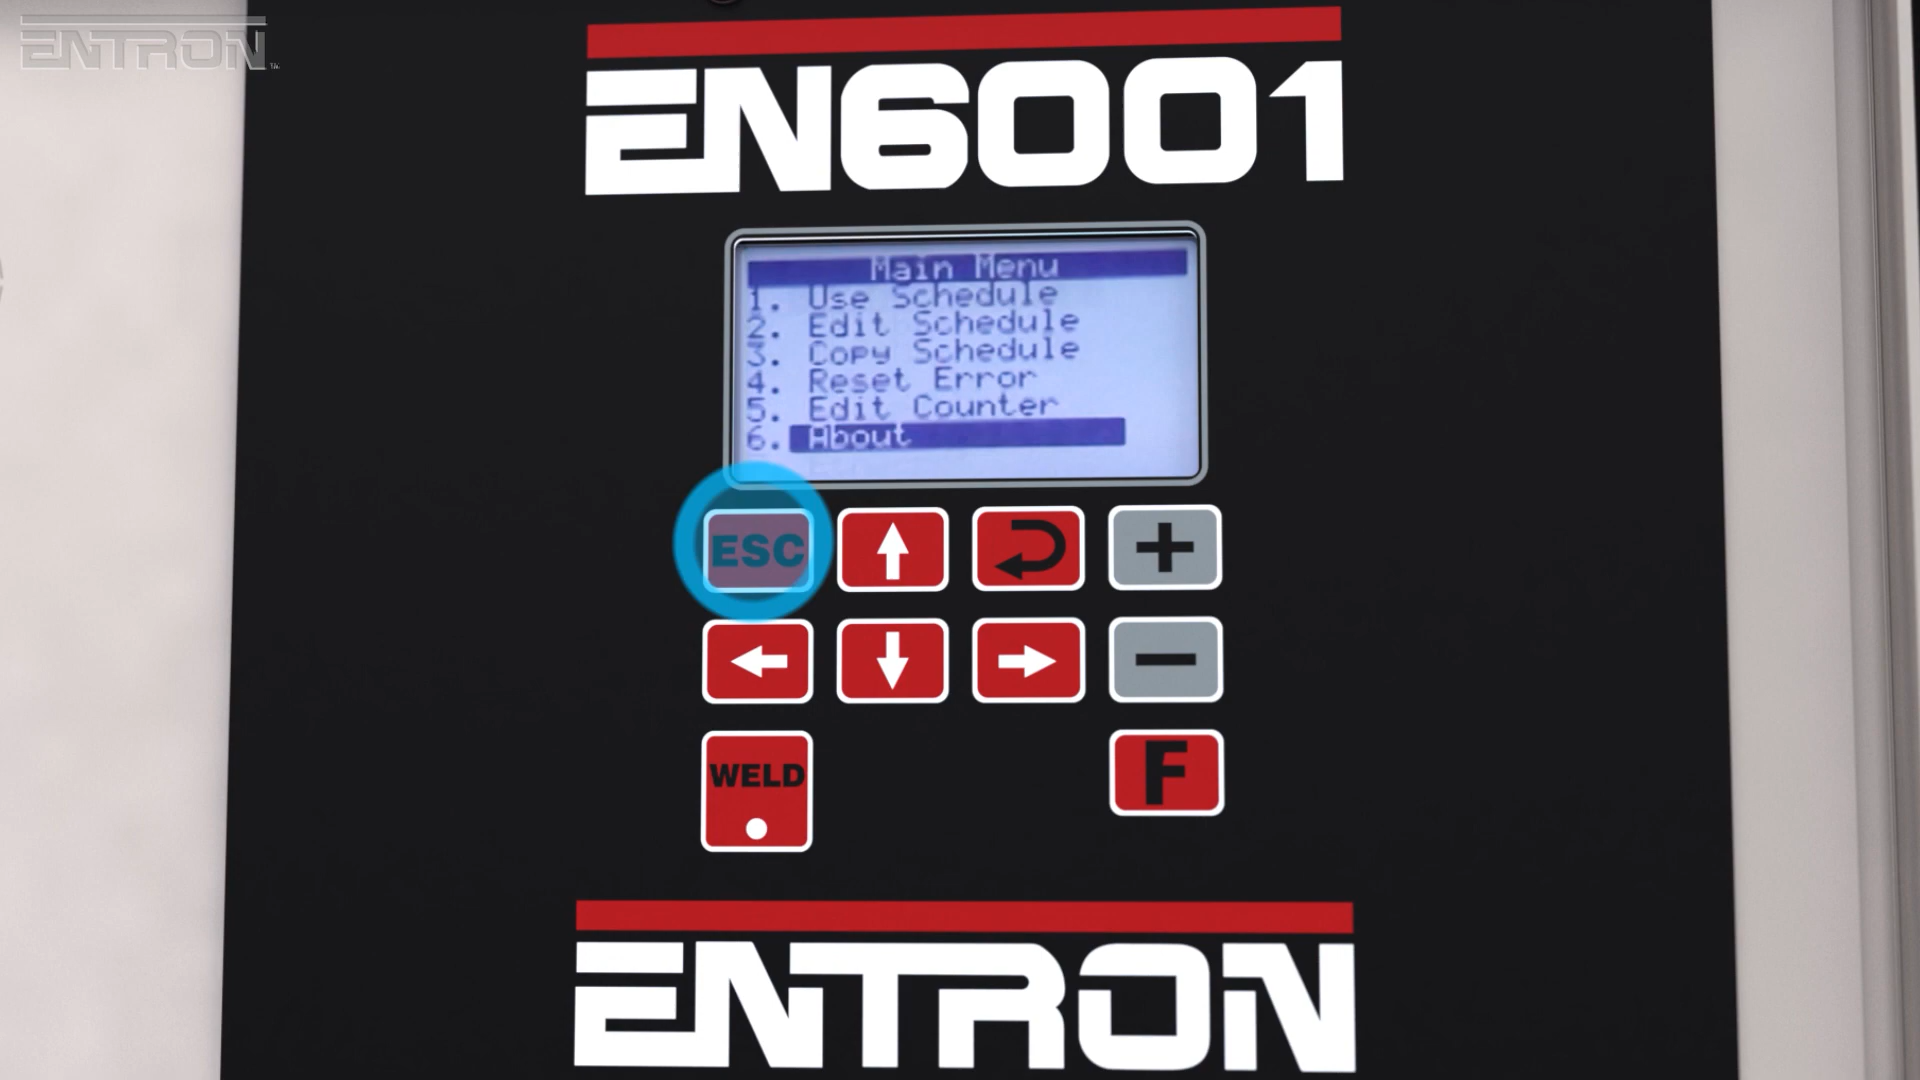 ENTRON™
EN6001
Main Menu
1. Use Schedule
2. Edit Schedule
3. Copy Schedule
4. Reset Error
5. Edit Counter
6. About
ESC
+
-
WELD
F
ENTRON